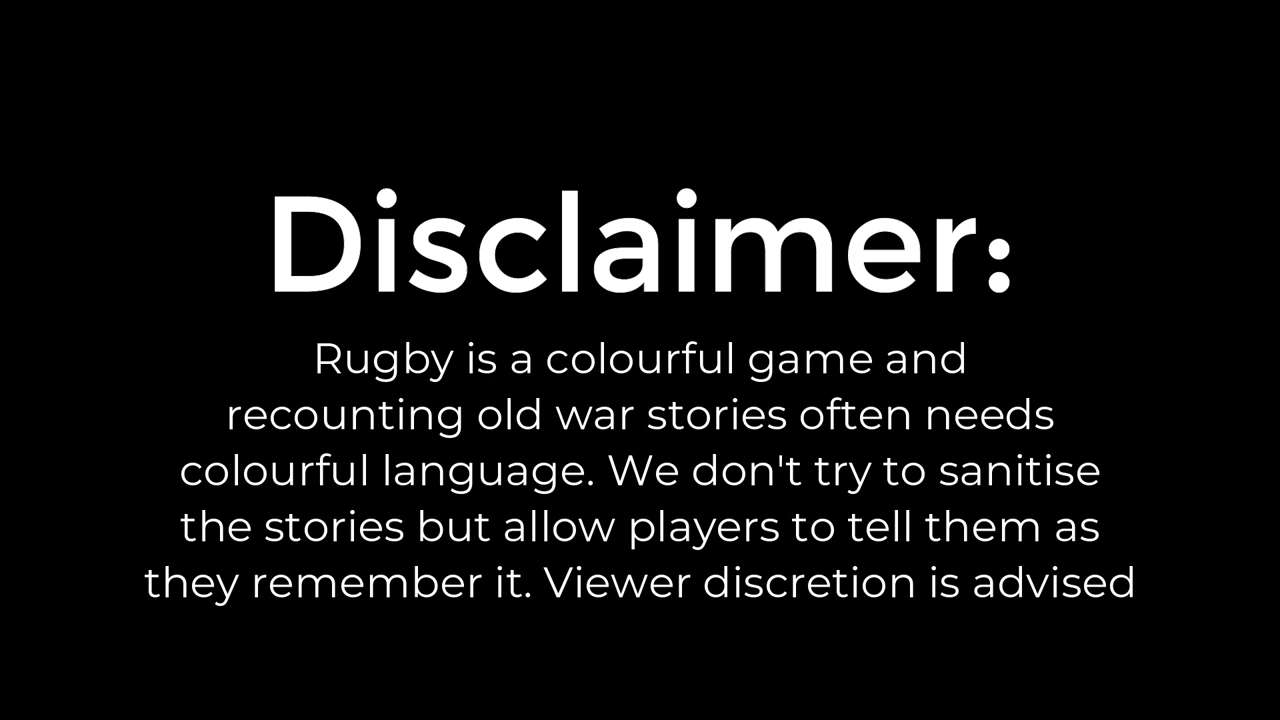 Disclaimer:
Rugby is a colourful game and
recounting old war stories often needs
colourful language. We don't try to sanitise
the stories but allow players to tell them as
they remember it. Viewer discretion is advised